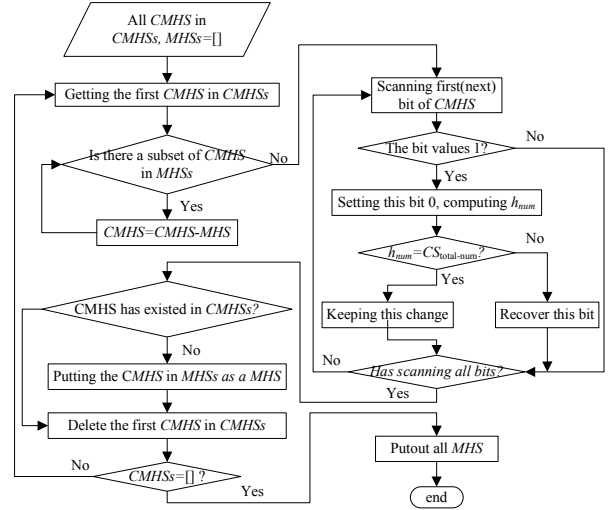 All CMHS in
CMHSs, MHSs=[]
Getting the first CMHS in CMHSs
Is there a subset of CMHS
in MHSs
No
Yes
CMHS=CMHS-MHS
CMHS has existed in CMHSs?
No
Putting the CMHS in MHSs as a MHS
Delete the first CMHS in CMHSs
No
CMHSs=[] ?
Yes
Scanning first(next)
bit of CMHS
No
The bit values 1?
Yes
Setting this bit 0, computing hnum
hnum=CStotal-num?
No
Yes
Keeping this change
Recover this bit
No
Has scanning all bits?
Yes
Putout all MHS
end